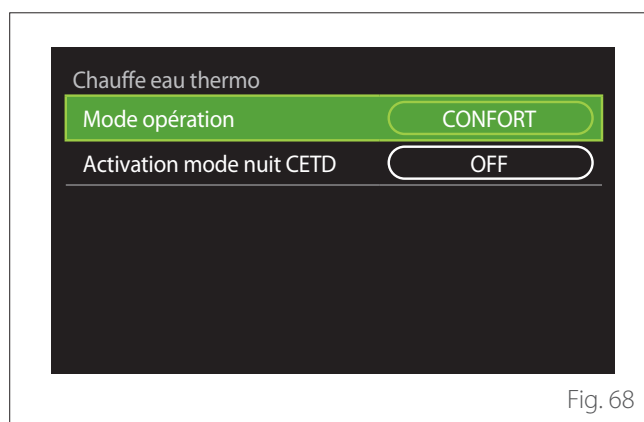 Chauffe eau thermo
Mode opération CONFORT
Activation mode nuit CETD OFF
Fig. 68